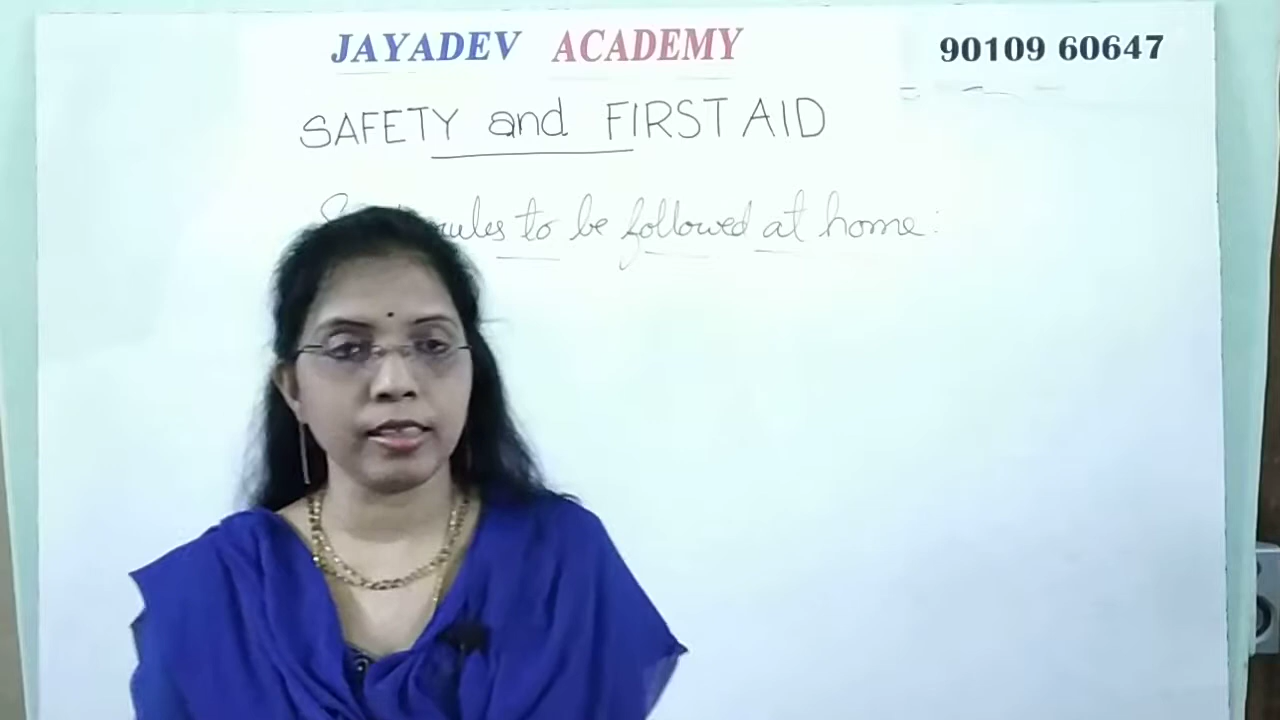 JAYADEV ACADEMY 90109 60647
SAFETY and FIRST AID
rules to be followed at home: